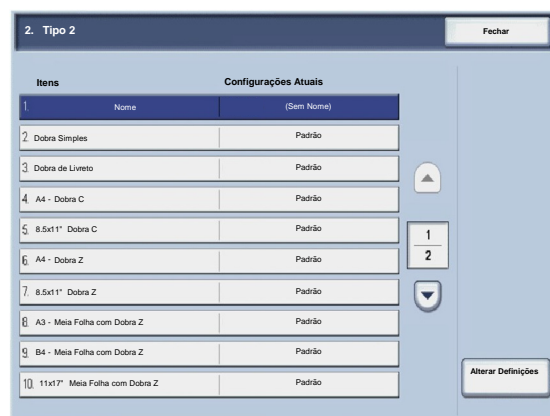 2. Tipo 2
Fechar
Itens Configurações Atuais
1. Nome (Sem Nome)
2. Dobra Simples Padrão
3. Dobra de Livreto Padrão
4. A4 - Dobra C Padrão
5. 8.5x11" Dobra C Padrão
6. A4 - Dobra Z Padrão
7. 8.5x11" Dobra Z Padrão
8. A3 - Meia Folha com Dobra Z Padrão
9. B4 - Meia Folha com Dobra Z Padrão
10. 11x17" Meia Folha com Dobra Z Padrão
1
2
Alterar Definições